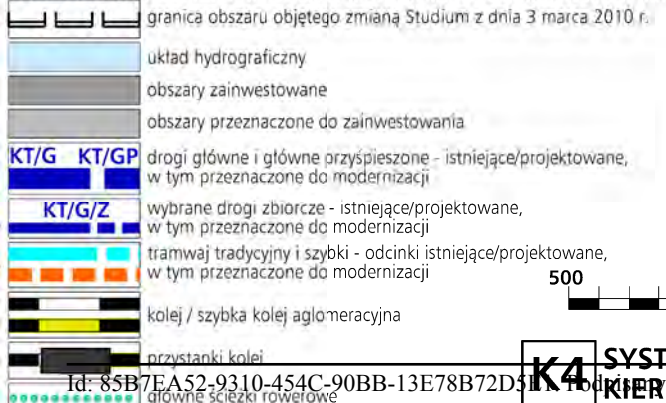 granica obszaru objętego zmianą Studium z dnia 3 marca 2010 r.
układ hydrograficzny
obszary zainwestowane
obszary przeznaczone do zainwestowania
KT/G KT/GP drogi główne i główne przyśpieszone - istniejące/projektowane,
w tym przeznaczone do modernizacji
KT/G/Z wybrane drogi zbiorcze - istniejące/projektowane,
w tym przeznaczone do modernizacji
tramwaj tradycyjny i szybki - odcinki istniejące/projektowane,
w tym przeznaczone do modernizacji
500
kolej / szybka kolej aglomeracyjna
przystanki kolei
K4 SYST
KIER
Id: 85B7EA52-9310-454C-90BB-13E78B72D5
główne ścieżki rowerowe